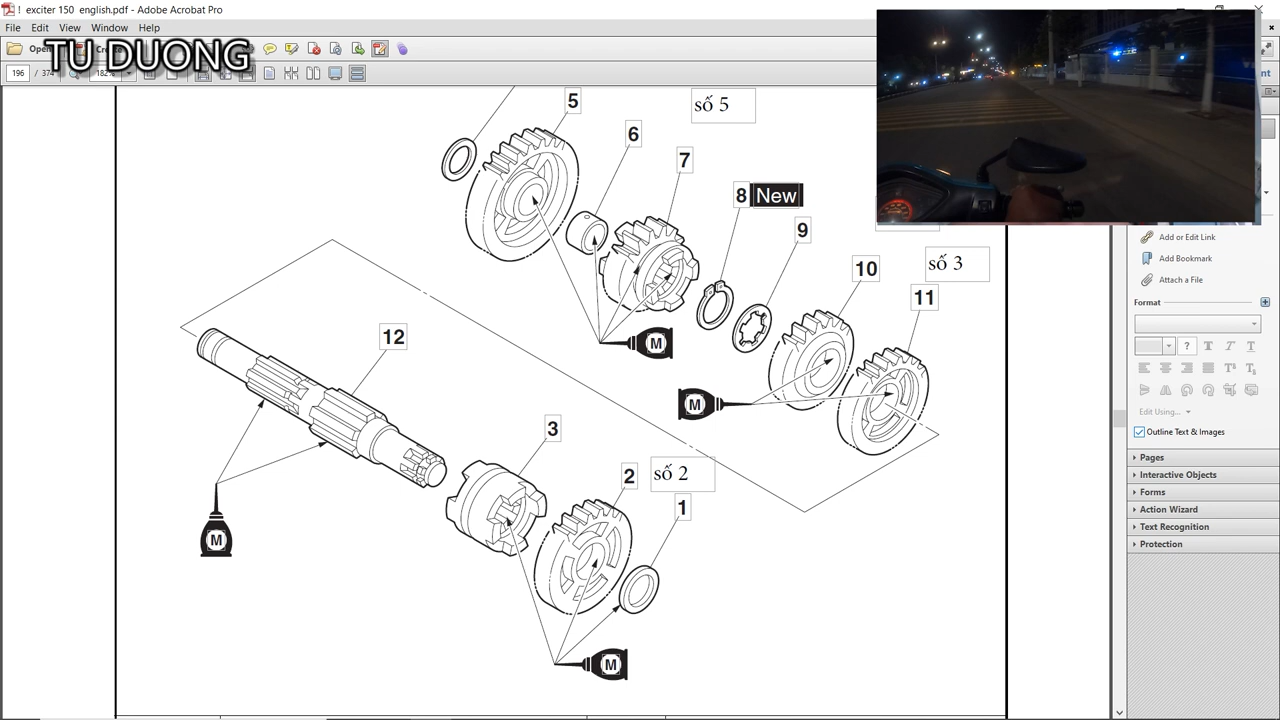 ! exciter 150 english.pdf - Adobe Acrobat Pro
File Edit View Window Help
Open
TU DUONG
196 / 374
182%
5
số 5
6
7
8 New
9
10
số 3
11
12
M
M
M
M
3
2
số 2
1
Add or Edit Link
Add Bookmark
Attach a File
Format
?
T
T
T
Edit Using...
Outline Text & Images
Pages
Interactive Objects
Forms
Action Wizard
Text Recognition
Protection